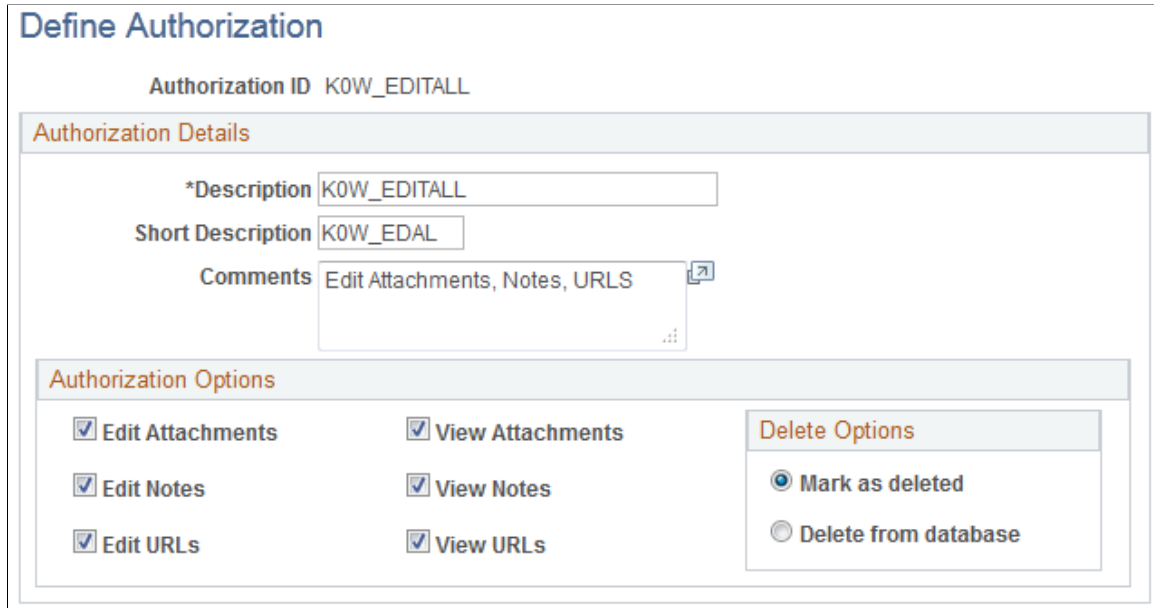 Define Authorization
Authorization ID K0W_EDITALL
Authorization Details
*Description K0W_EDITALL
Short Description K0W_EDAL
Comments Edit Attachments, Notes, URLS
Authorization Options
Edit Attachments View Attachments Delete Options
Edit Notes View Notes Mark as deleted
Edit URLs View URLs Delete from database